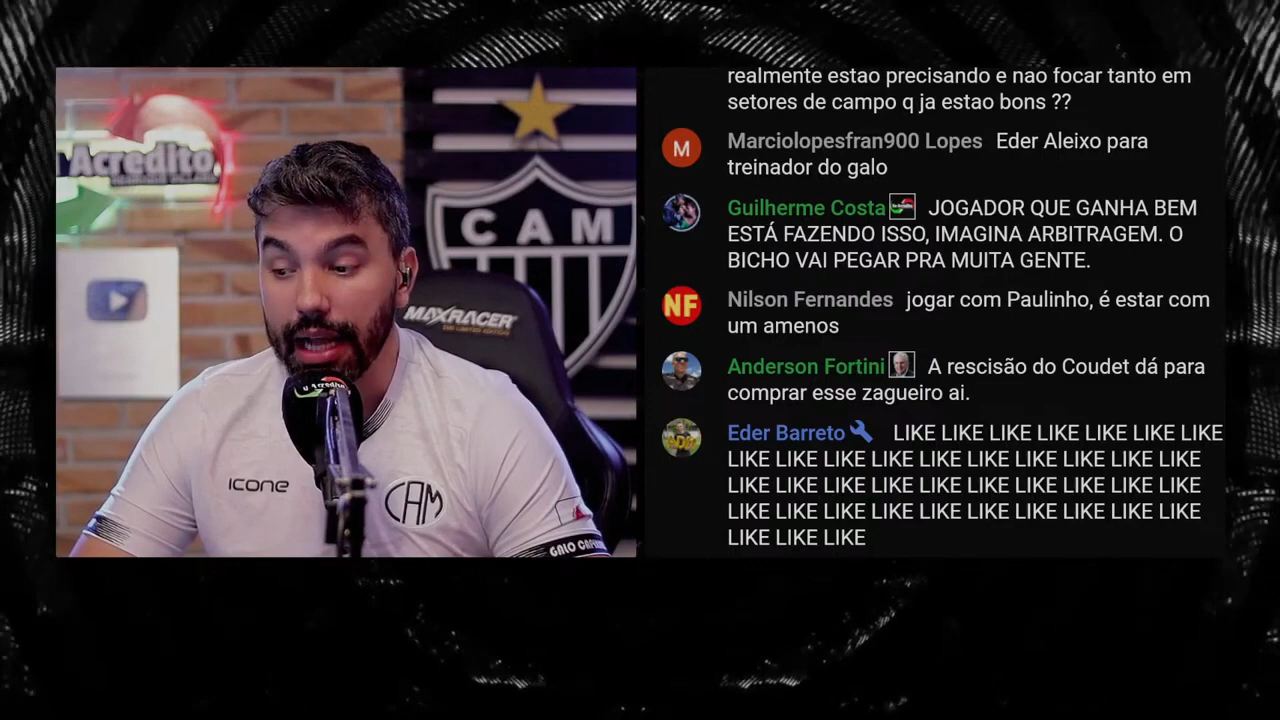 Acredito
CAM
MAXRACER
ICONE
CAM
GALO
realmente estao precisando e nao focar tanto em
setores de campo q ja estao bons ??
M
Marciolopesfran900 Lopes Eder Aleixo para
treinador do galo
Guilherme Costa JOGADOR QUE GANHA BEM
ESTÁ FAZENDO ISSO, IMAGINA ARBITRAGEM. O
BICHO VAI PEGAR PRA MUITA GENTE.
NF
Nilson Fernandes jogar com Paulinho, é estar com
um amenos
Anderson Fortini A rescisão do Coudet dá para
comprar esse zagueiro ai.
Eder Barreto LIKE LIKE LIKE LIKE LIKE LIKE LIKE
LIKE LIKE LIKE LIKE LIKE LIKE LIKE LIKE LIKE LIKE
LIKE LIKE LIKE LIKE LIKE LIKE LIKE LIKE LIKE LIKE
LIKE LIKE LIKE LIKE LIKE LIKE LIKE LIKE LIKE LIKE
LIKE LIKE LIKE